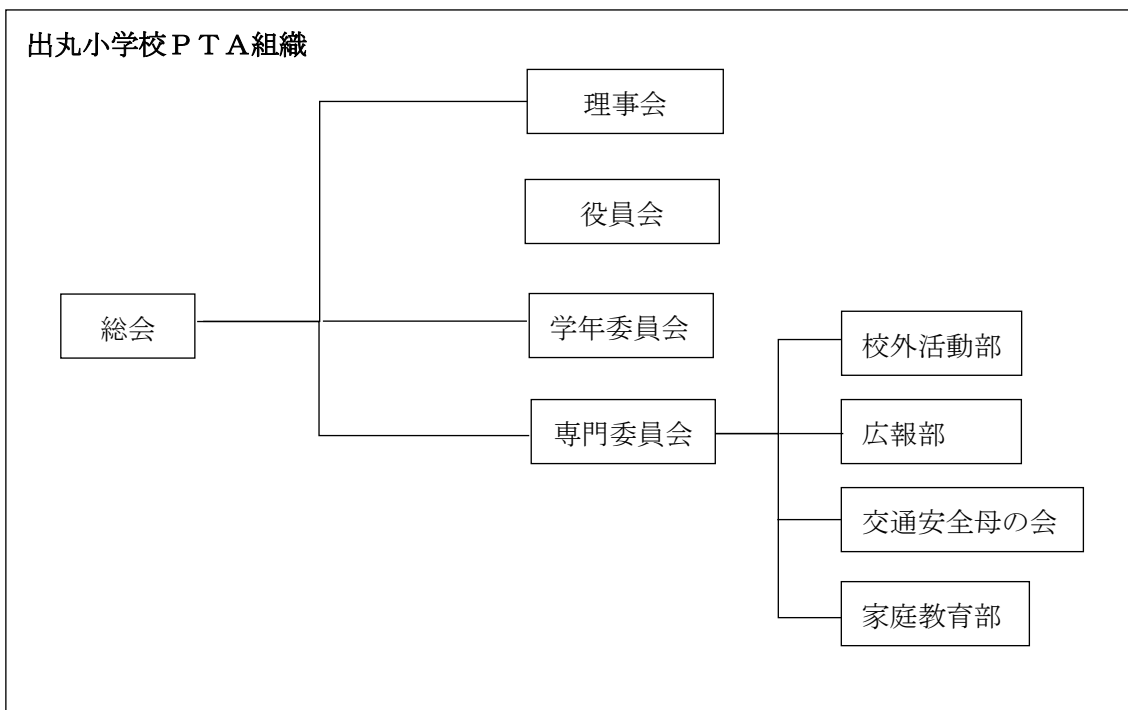 出丸小学校ＰＴＡ組織
理事会
役員会
総会
学年委員会
専門委員会
校外活動部
広報部
交通安全母の会
家庭教育部